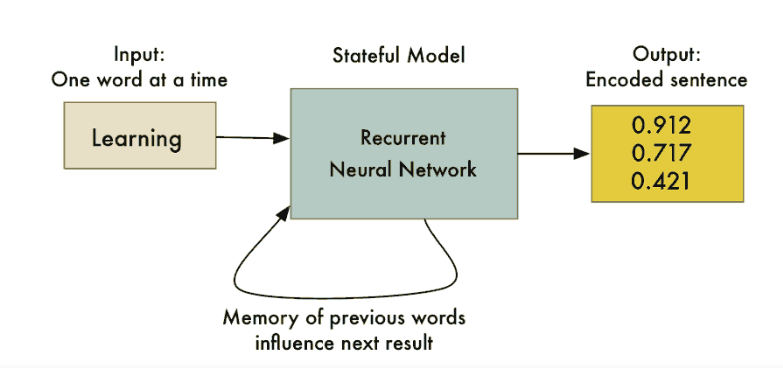 Input:
One word at a time
Learning
Stateful Model
Recurrent
Neural Network
Memory of previous words
influence next result
Output:
Encoded sentence
0.912
0.717
0.421